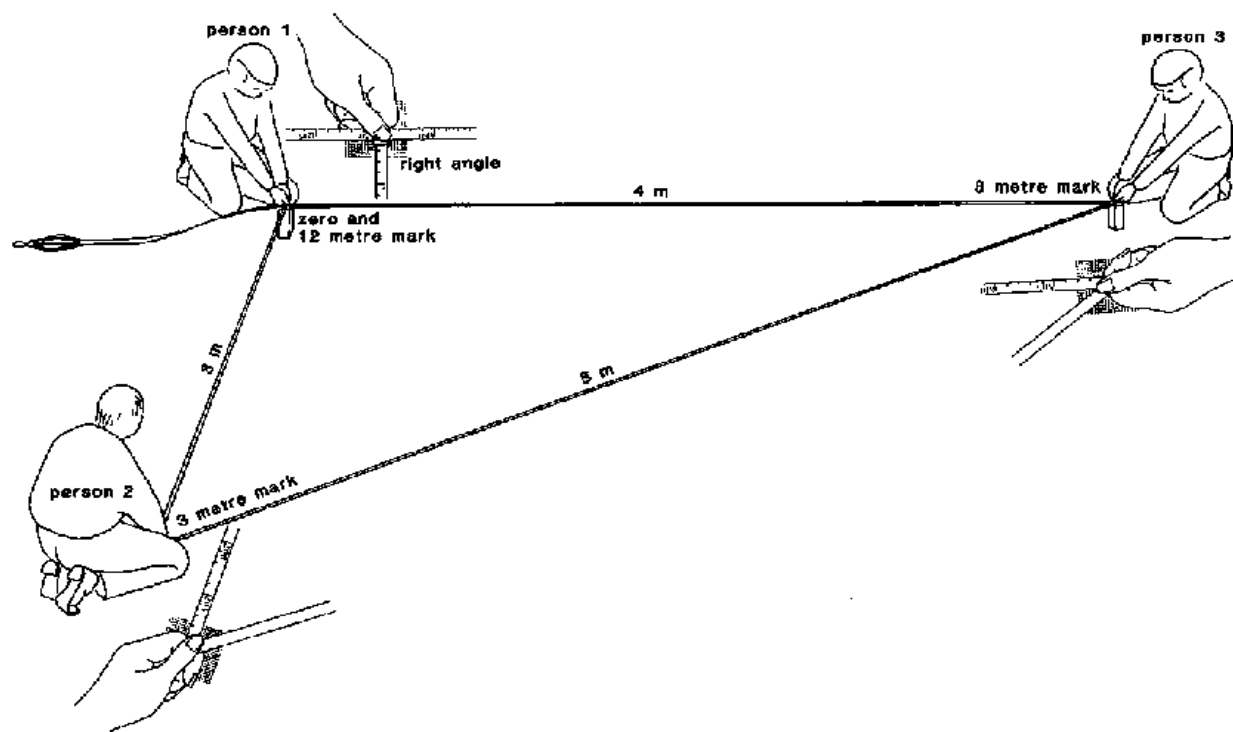 person 1
person 3
right angle
4 m
8 metre mark
zero and
12 metre mark
3 m
5 m
person 2
3 metre mark